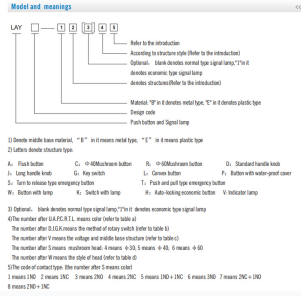 Model and meanings
LAY □ — 1 2 3 4 5
Refer to the introduction
According to structure style (Refer to the introduction)
Optional: blank denotes normal type signal lamp,"1"in it
denotes economic type signal lamp
denotes structures(Refer to the introduction)
Material: "B" in it denotes metal type, "E" in it denotes plastic type
Design code
Push button and Signal lamp
1) Denote middle base material, “B” in it means metal type, “E” in it means plastic type
2) Letters denote structure type.
A: Flush button C: Φ40Mushroom button R: Φ60Mushroom button D: Standard handle knob
J: Long handle knob G: Key switch L: Convex button P: Button with water-proof cover
S: Turn to release type emergency button T: Push and pull type emergency button
W: Button with lamp K: Switch with lamp H: Auto-locking economic button V: Indicator lamp
3) Optional, blank denotes normal type signal lamp,"1"in it denotes economic type signal lamp
4)The number after U.A.P.C.R.T.L. means color (refer to table a)
The number after D.J.G.K.means the method of rotary switch (refer to table b)
The number after V means the voltage and middle base structure (refer to table c)
The number after S means mushroom head: 4 means Φ30, 5 means Φ40, 6 means Φ60
The number after W means the style of head (refer to table d)
5)The code of contact type: (the number after S means color)
1 means 1NO 2 means 1NC 3 means 2NO 4 means 2NC 5 means 1NO+1NC 6 means 3NO 7 means 2NC+1NO
8 means 2NO+1NC